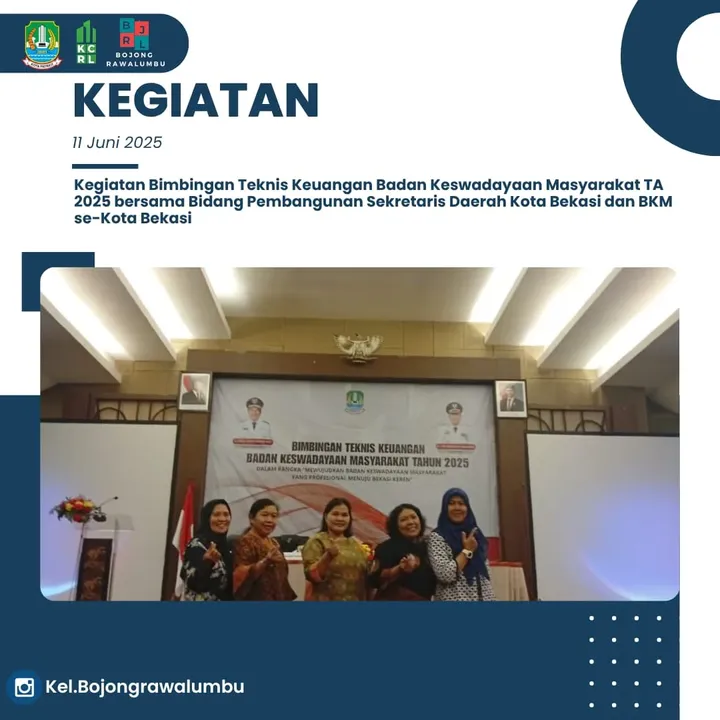 KCRL
BRJL
BOJONG
RAWALUMBU
KEGIATAN
11 Juni 2025
Kegiatan Bimbingan Teknis Keuangan Badan Keswadayaan Masyarakat TA
2025 bersama Bidang Pembangunan Sekretaris Daerah Kota Bekasi dan BKM
se-Kota Bekasi
BIMBINGAN TEKNIS KEUANGAN
BADAN KESWADAYAAN MASYARAKAT TAHUN 2025
DALAM RANGKA "MEWUJUDKAN BADAN KESWADAYAAN MASYARAKAT
YANG PROFESIONAL MENUJU BEKASI KEREN"
Kel.Bojongrawalumbu